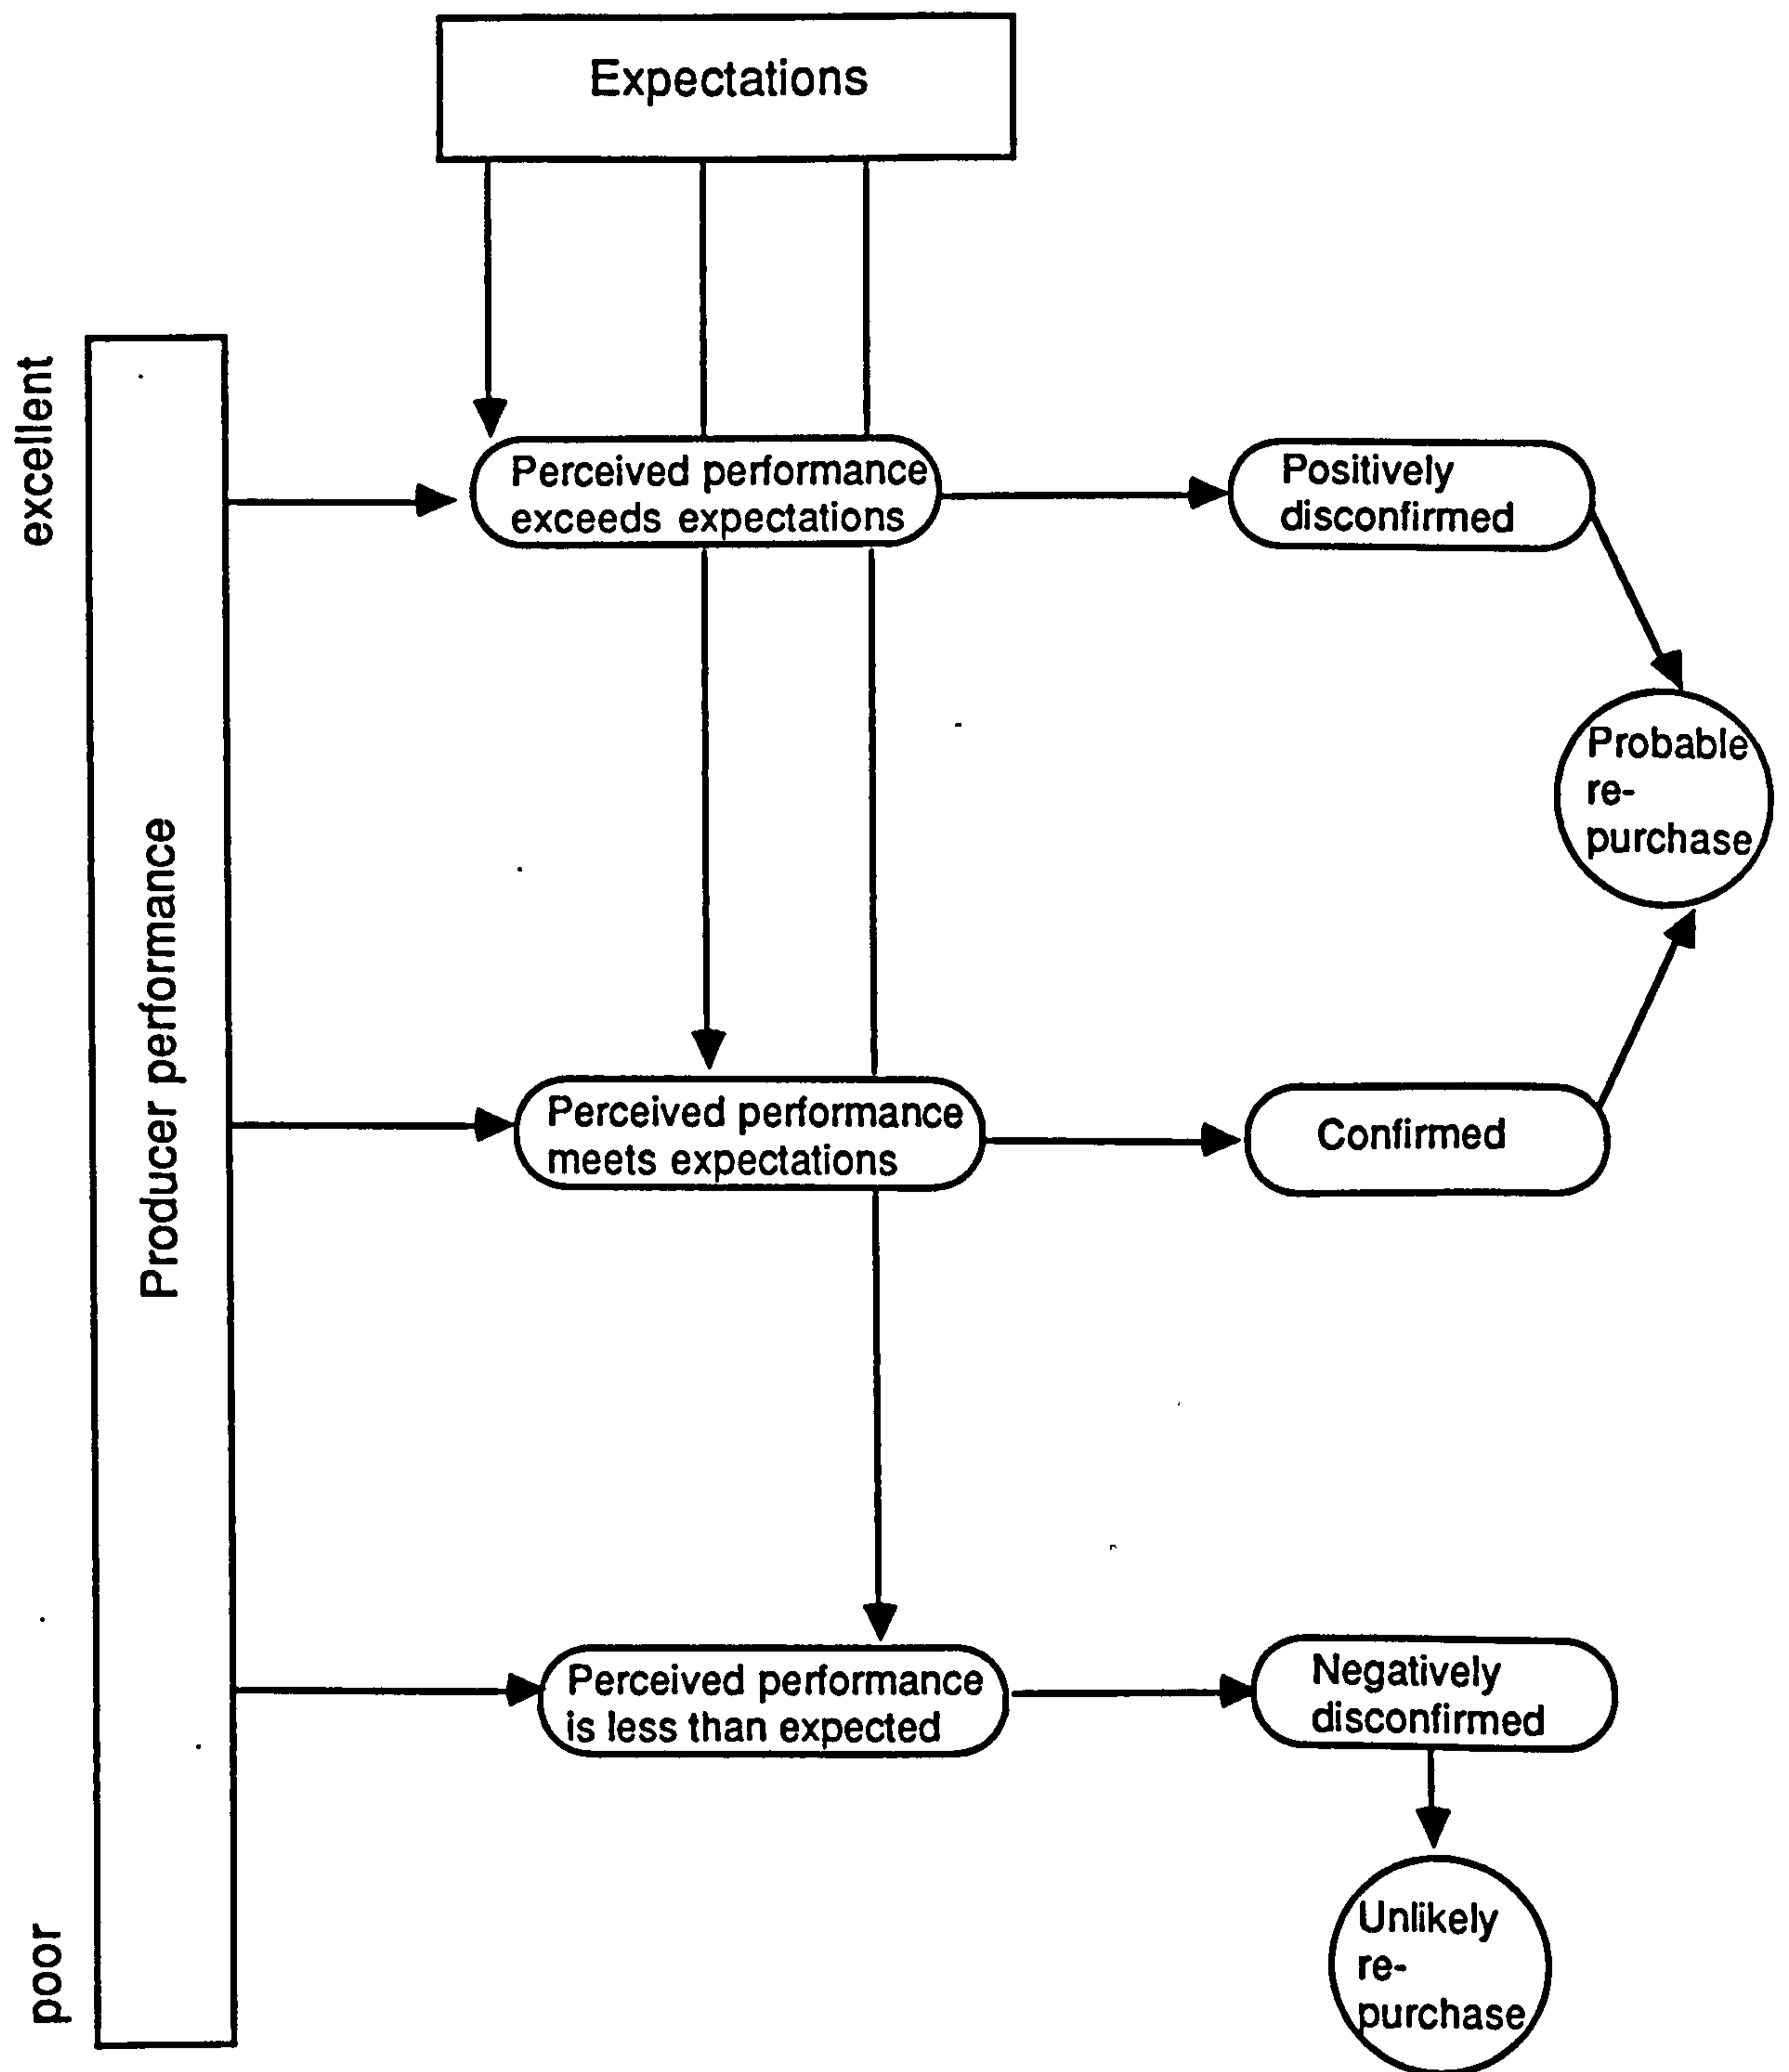 Expectations
excellent
Producer performance
poor
Perceived performance
exceeds expectations
Positively
disconfirmed
Probable
re-
purchase
Perceived performance
meets expectations
Confirmed
Perceived performance
is less than expected
Negatively
disconfirmed
Unlikely
re-
purchase